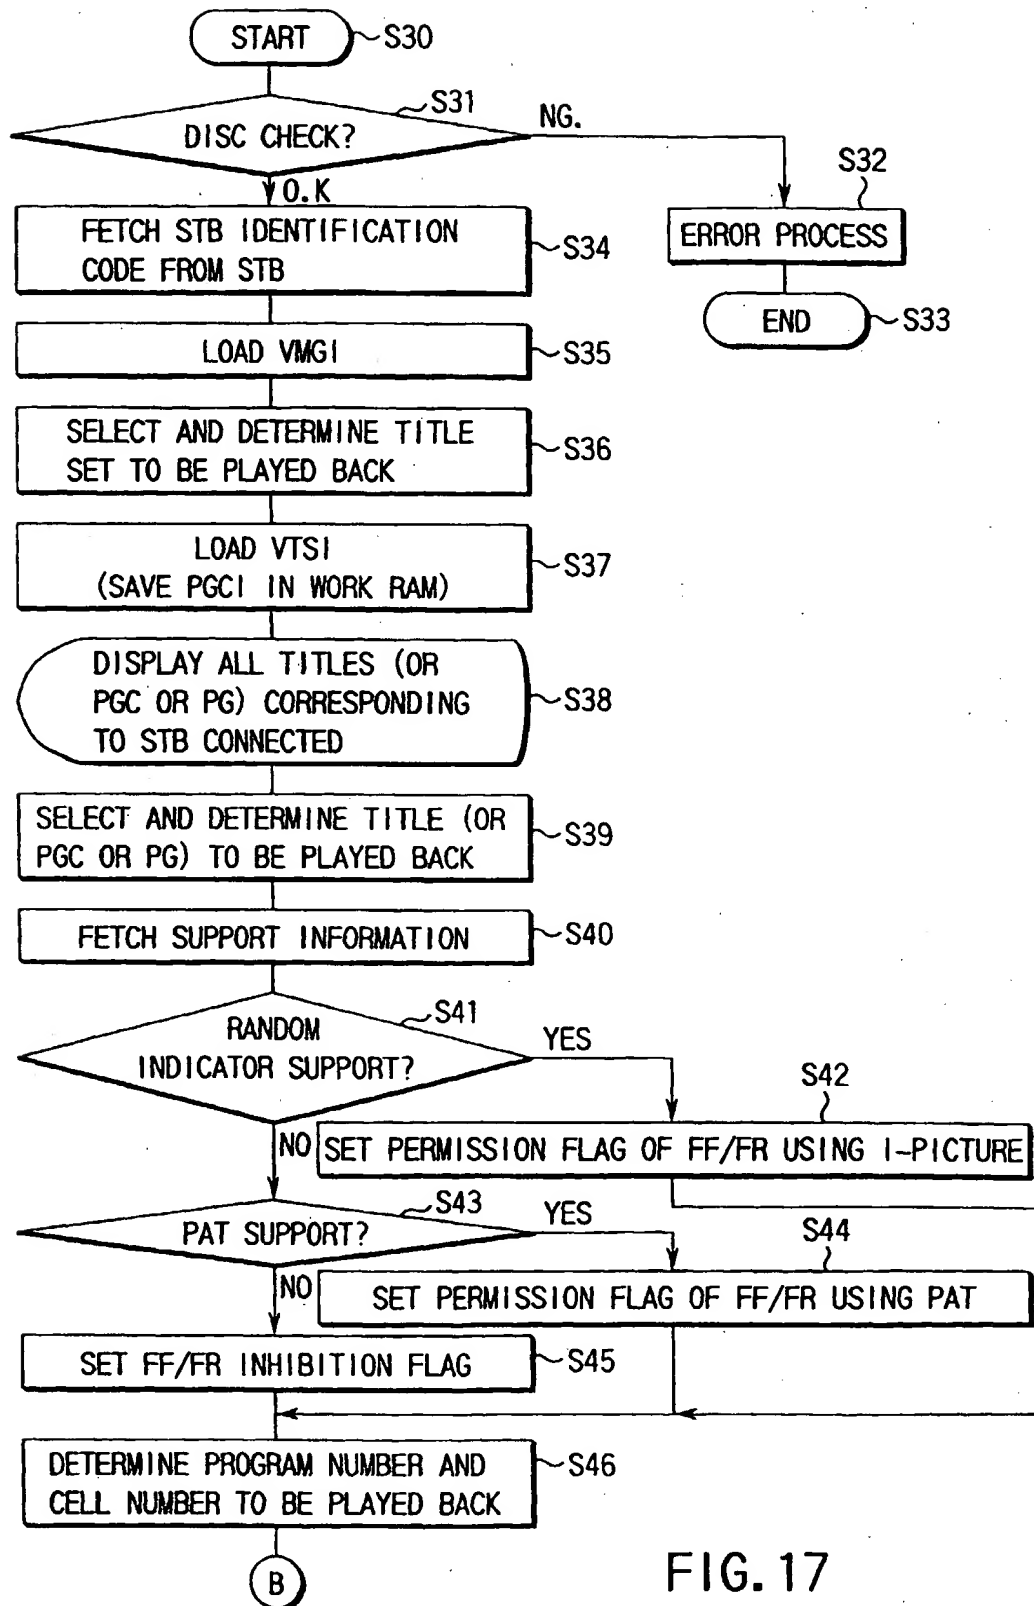 START
S30
S31
DISC CHECK?
NG.
O.K
S32
ERROR PROCESS
END
S33
FETCH STB IDENTIFICATION
CODE FROM STB
S34
LOAD VMGI
S35
SELECT AND DETERMINE TITLE
SET TO BE PLAYED BACK
S36
LOAD VTSI
(SAVE PGCI IN WORK RAM)
S37
DISPLAY ALL TITLES (OR
PGC OR PG) CORRESPONDING
TO STB CONNECTED
S38
SELECT AND DETERMINE TITLE (OR
PGC OR PG) TO BE PLAYED BACK
S39
FETCH SUPPORT INFORMATION
S40
S41
RANDOM
INDICATOR SUPPORT?
YES
NO
S42
SET PERMISSION FLAG OF FF/FR USING I-PICTURE
S43
PAT SUPPORT?
YES
NO
S44
SET PERMISSION FLAG OF FF/FR USING PAT
SET FF/FR INHIBITION FLAG
S45
DETERMINE PROGRAM NUMBER AND
CELL NUMBER TO BE PLAYED BACK
S46
B
FIG. 17